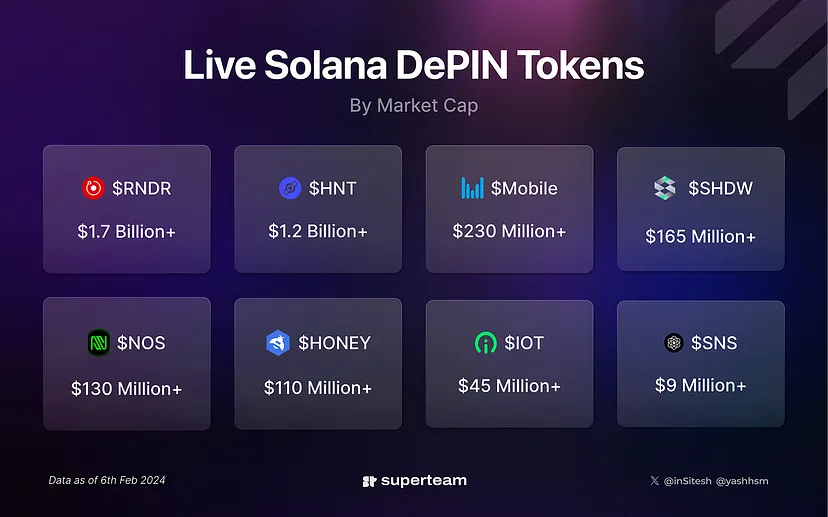 Live Solana DePIN Tokens
By Market Cap
$RNDR
$1.7 Billion+
$HNT
$1.2 Billion+
$Mobile
$230 Million+
$SHDW
$165 Million+
$NOS
$130 Million+
$HONEY
$110 Million+
$IOT
$45 Million+
$SNS
$9 Million+
Data as of 6th Feb 2024
superteam
𝕏 @inSitesh @yashhsm